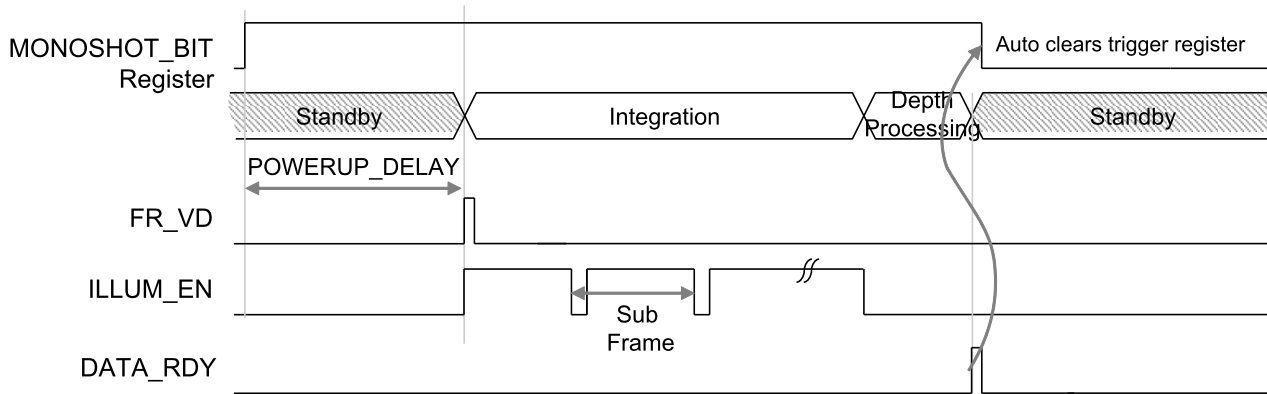 MONOSHOT_BIT
Register
Auto clears trigger register
Standby
Integration
Depth
Processing
Standby
POWERUP_DELAY
FR_VD
ILLUM_EN
Sub
Frame
DATA_RDY